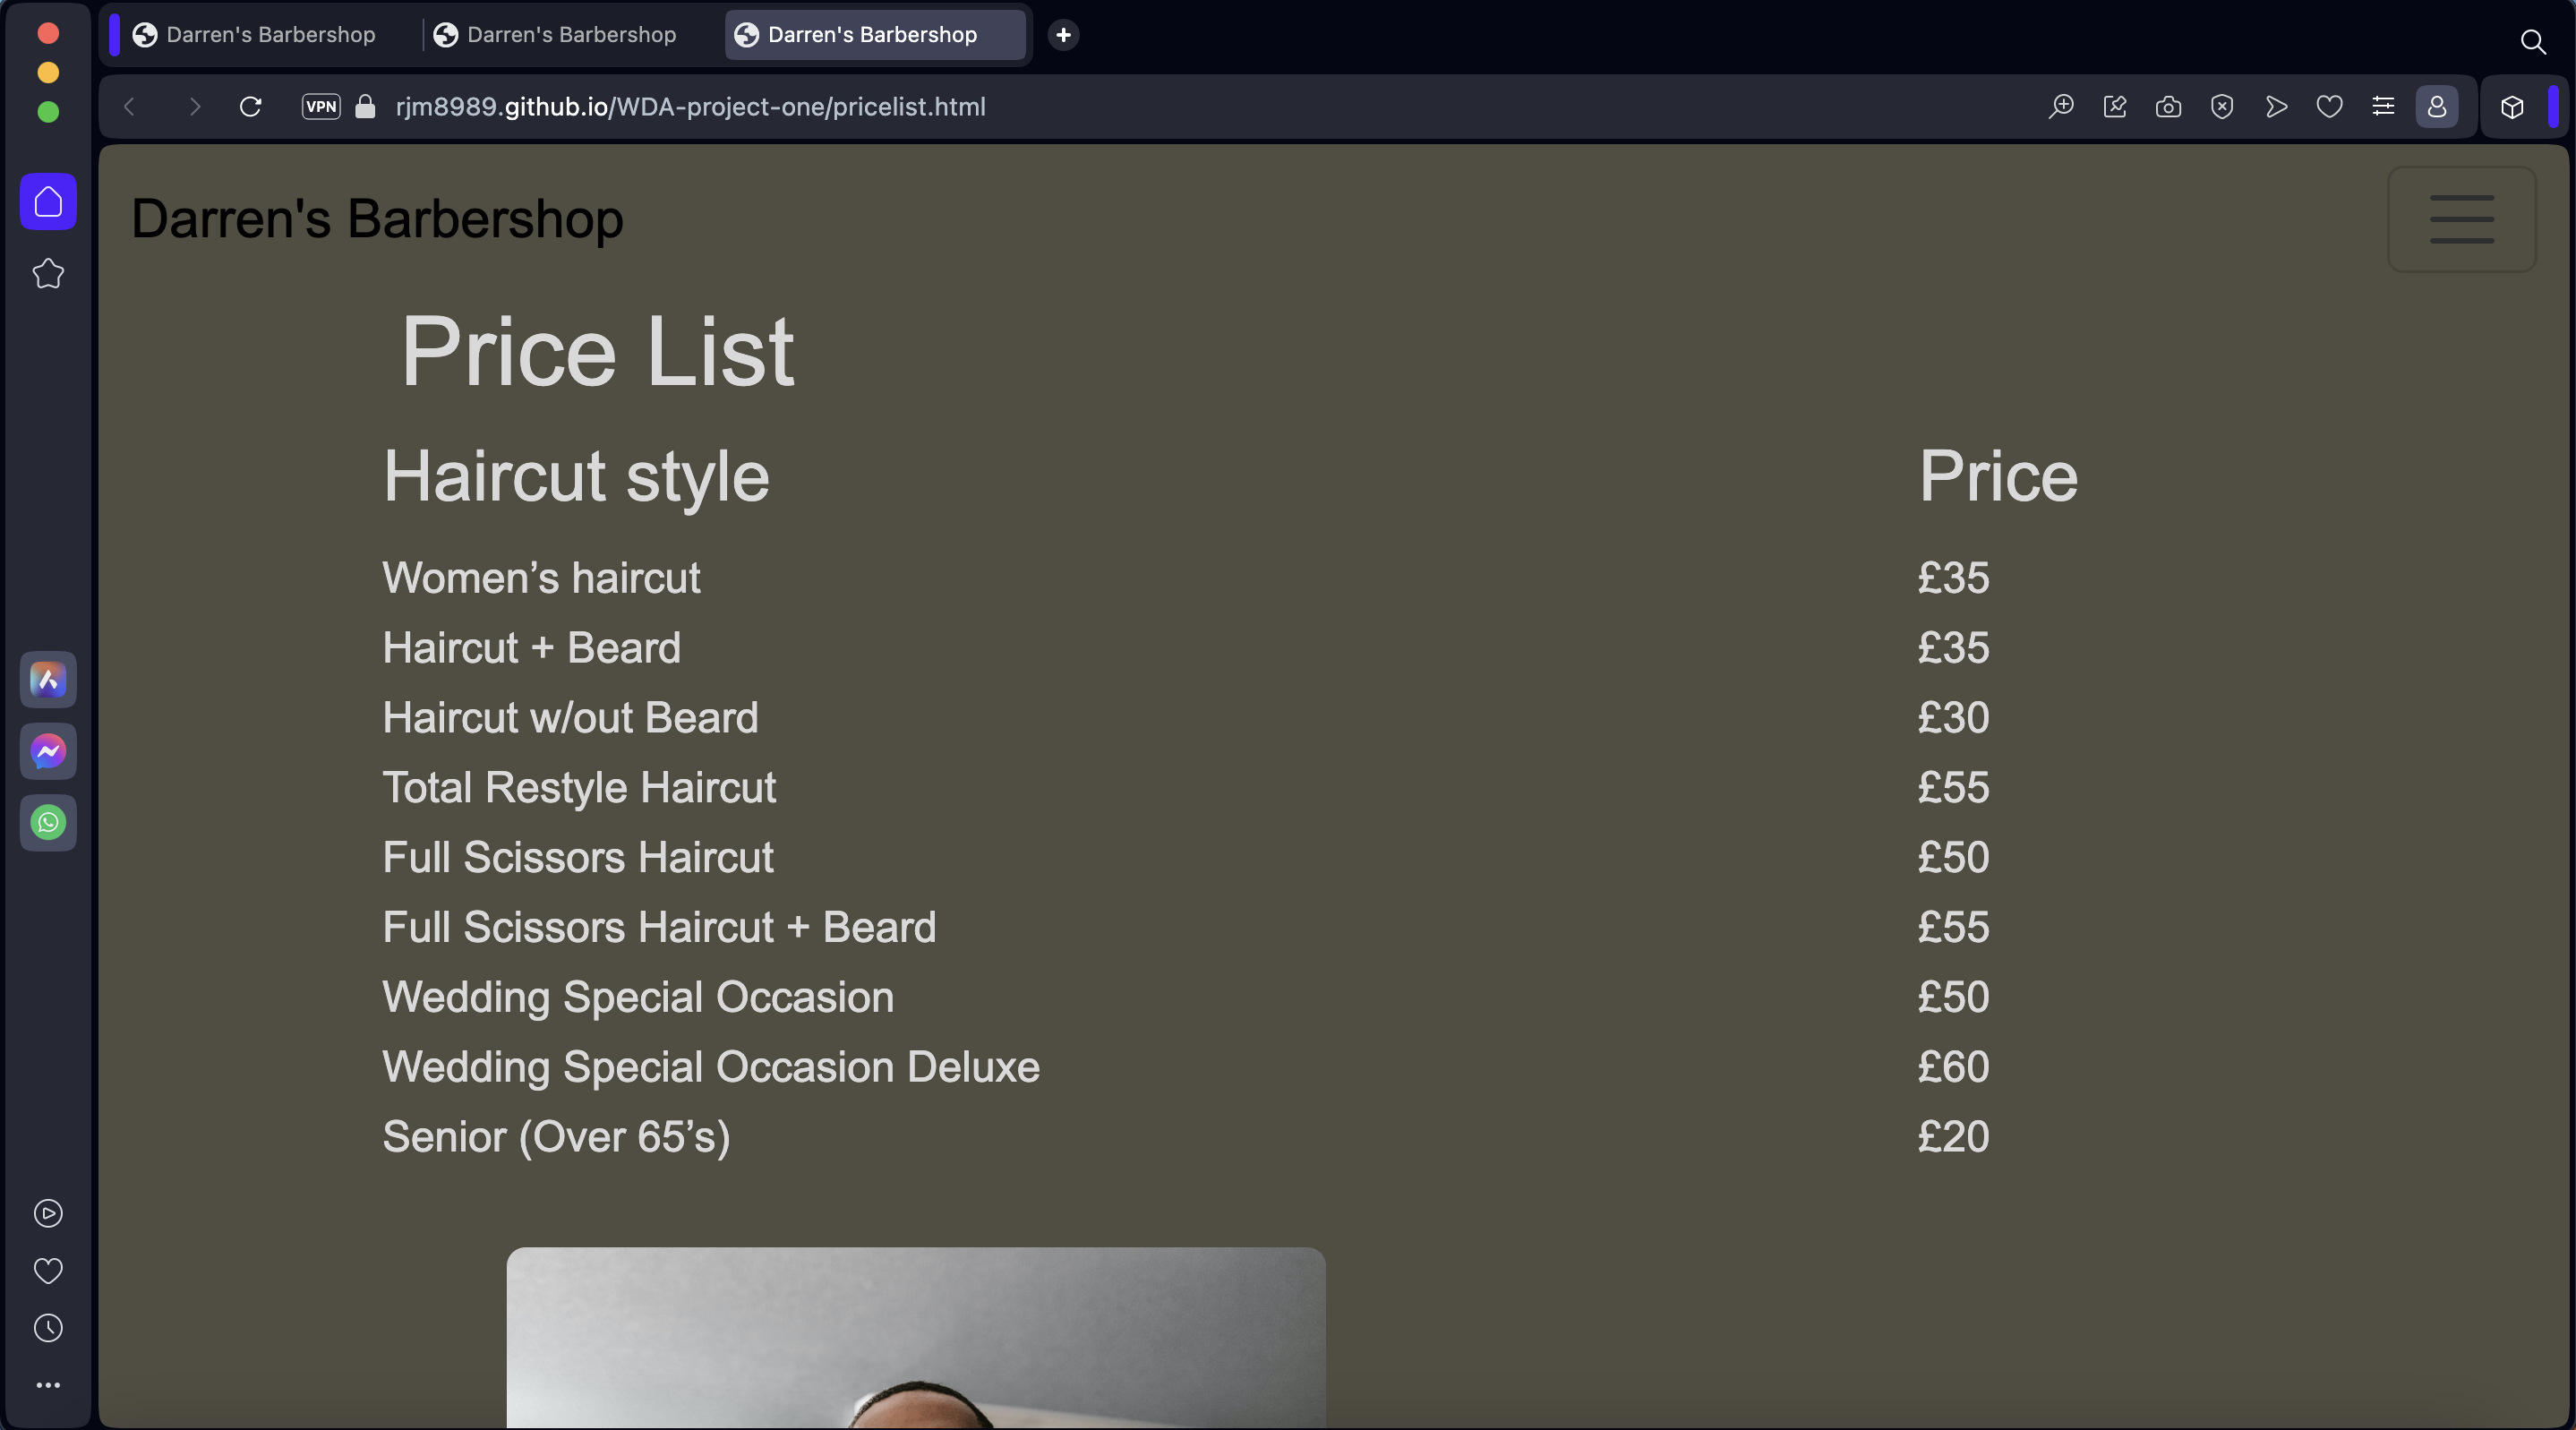 Darren's Barbershop
Darren's Barbershop
Darren's Barbershop
VPN
rjm8989.github.io/WDA-project-one/pricelist.html
Darren's Barbershop
Price List
Haircut style Price
Women’s haircut £35
Haircut + Beard £35
Haircut w/out Beard £30
Total Restyle Haircut £55
Full Scissors Haircut £50
Full Scissors Haircut + Beard £55
Wedding Special Occasion £50
Wedding Special Occasion Deluxe £60
Senior (Over 65’s) £20